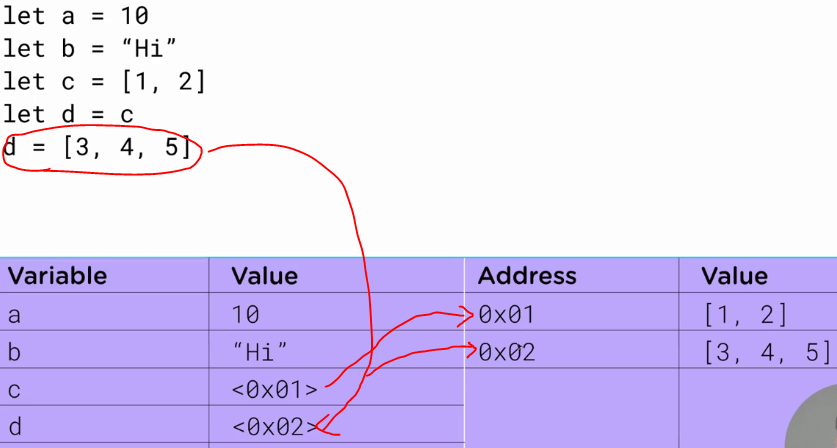 let a = 10
let b = “Hi”
let c = [1, 2]
let d = c
d = [3, 4, 5]
Variable Value Address Value
a 10 0x01 [1, 2]
b “Hi” 0x02 [3, 4, 5]
c <0x01>
d <0x02>